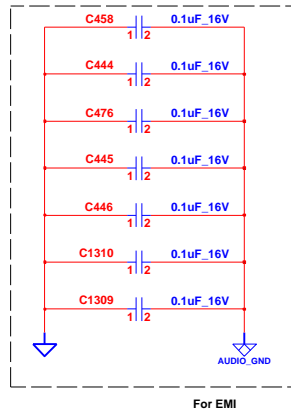 C458 0.1uF_16V
1 2
C444 0.1uF_16V
1 2
C476 0.1uF_16V
1 2
C445 0.1uF_16V
1 2
C446 0.1uF_16V
1 2
C1310 0.1uF_16V
1 2
C1309 0.1uF_16V
1 2
AUDIO_GND
For EMI